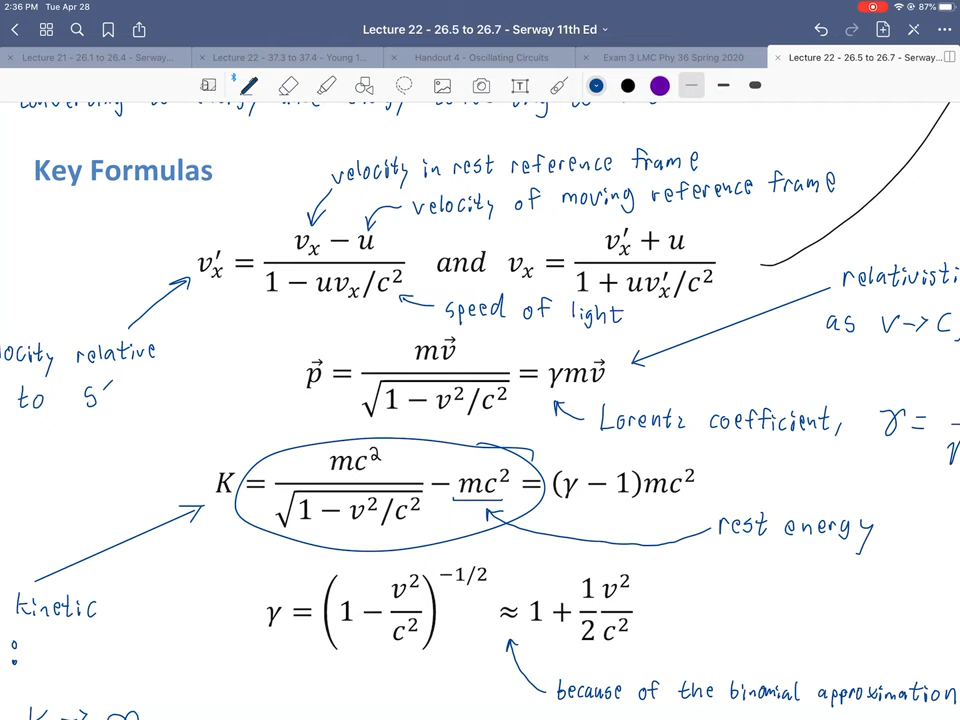 2:36 PM Tue Apr 28
87%
Lecture 22 - 26.5 to 26.7 - Serway 11th Ed
Lecture 21 - 26.1 to 26.4 - Serway...
Lecture 22 - 37.3 to 37.4 - Young 1...
Handout 4 - Oscillating Circuits
Exam 3 LMC Phy 36 Spring 2020
Lecture 22 - 26.5 to 26.7 - Serway...
Key Formulas
velocity in rest reference frame
velocity of moving reference frame
v′ₓ = (vₓ − u) / (1 − uvₓ/c²) and vₓ = (v′ₓ + u) / (1 + uv′ₓ/c²)
speed of light
relativisti
as v → c,
locity relative
to S′
p⃗ = mv⃗ / √(1 − v²/c²) = γmv⃗
Lorentz coefficient, γ =
K = mc² / √(1 − v²/c²) − mc² = (γ − 1)mc²
rest energy
kinetic
:
γ = (1 − v²/c²)^(−1/2) ≈ 1 + 1/2 v²/c²
because of the binomial approximation
K → ∞